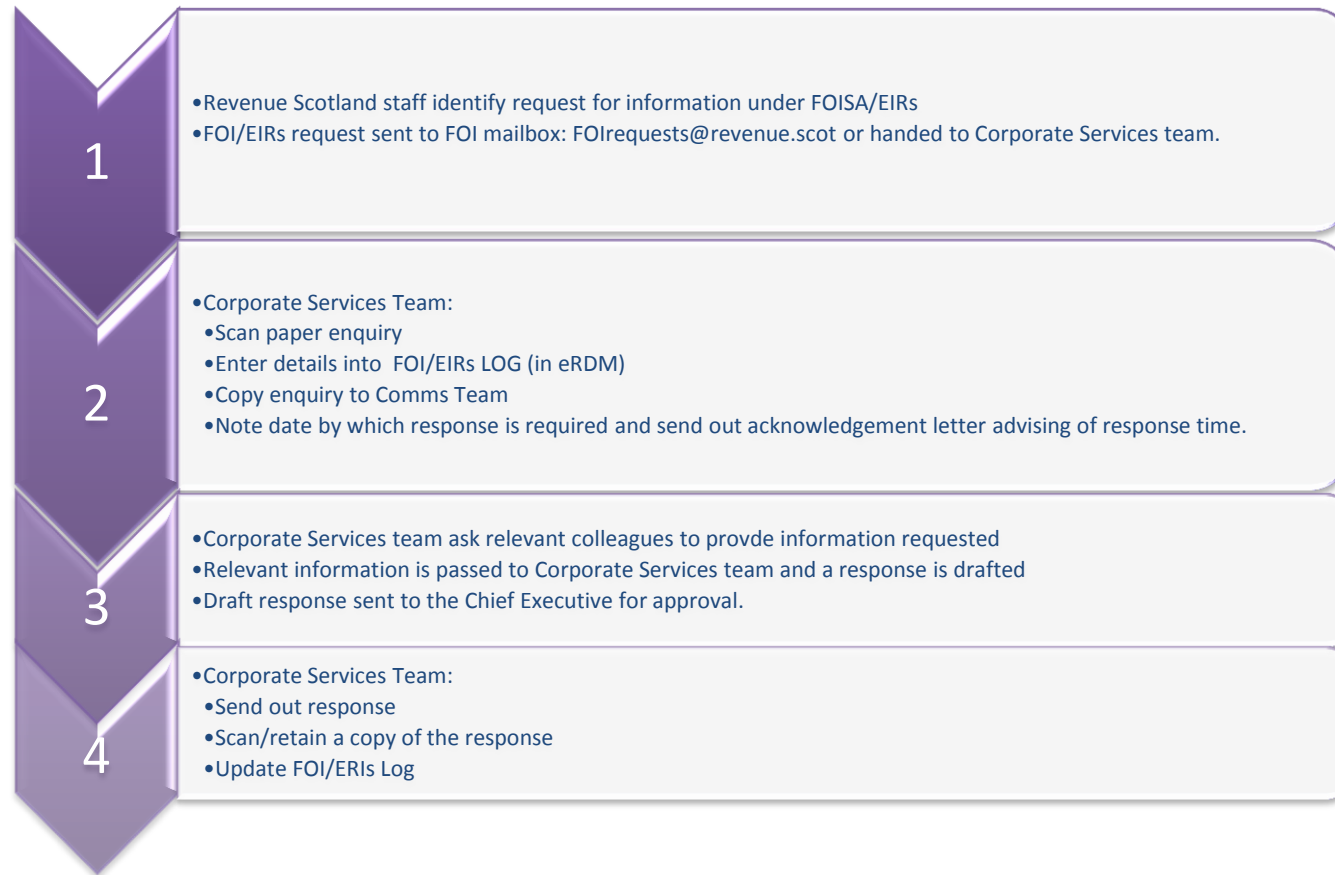 1
•Revenue Scotland staff identify request for information under FOISA/EIRs
•FOI/EIRs request sent to FOI mailbox: FOIrequests@revenue.scot or handed to Corporate Services team.
2
•Corporate Services Team:
•Scan paper enquiry
•Enter details into  FOI/EIRs LOG (in eRDM)
•Copy enquiry to Comms Team
•Note date by which response is required and send out acknowledgement letter advising of response time.
3
•Corporate Services team ask relevant colleagues to provde information requested
•Relevant information is passed to Corporate Services team and a response is drafted
•Draft response sent to the Chief Executive for approval.
4
•Corporate Services Team:
•Send out response
•Scan/retain a copy of the response
•Update FOI/ERIs Log